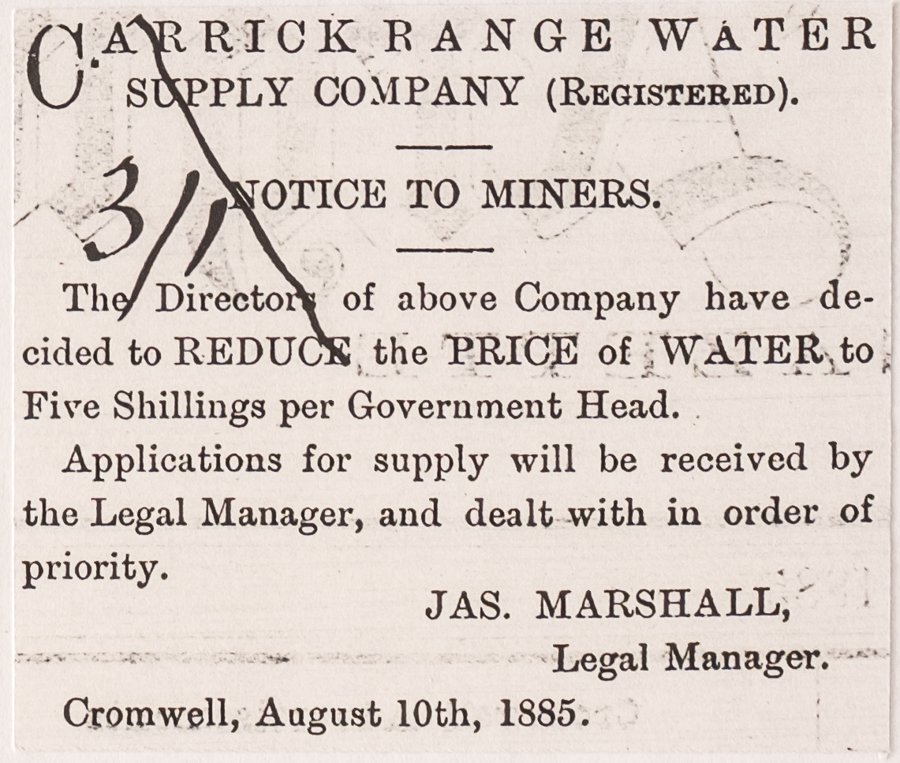 CARRICK RANGE WATER
SUPPLY COMPANY (REGISTERED).
NOTICE TO MINERS.
3/1
The Directors of above Company have de-
cided to REDUCE the PRICE of WATER to
Five Shillings per Government Head.
Applications for supply will be received by
the Legal Manager, and dealt with in order of
priority.
JAS. MARSHALL,
Legal Manager.
Cromwell, August 10th, 1885.